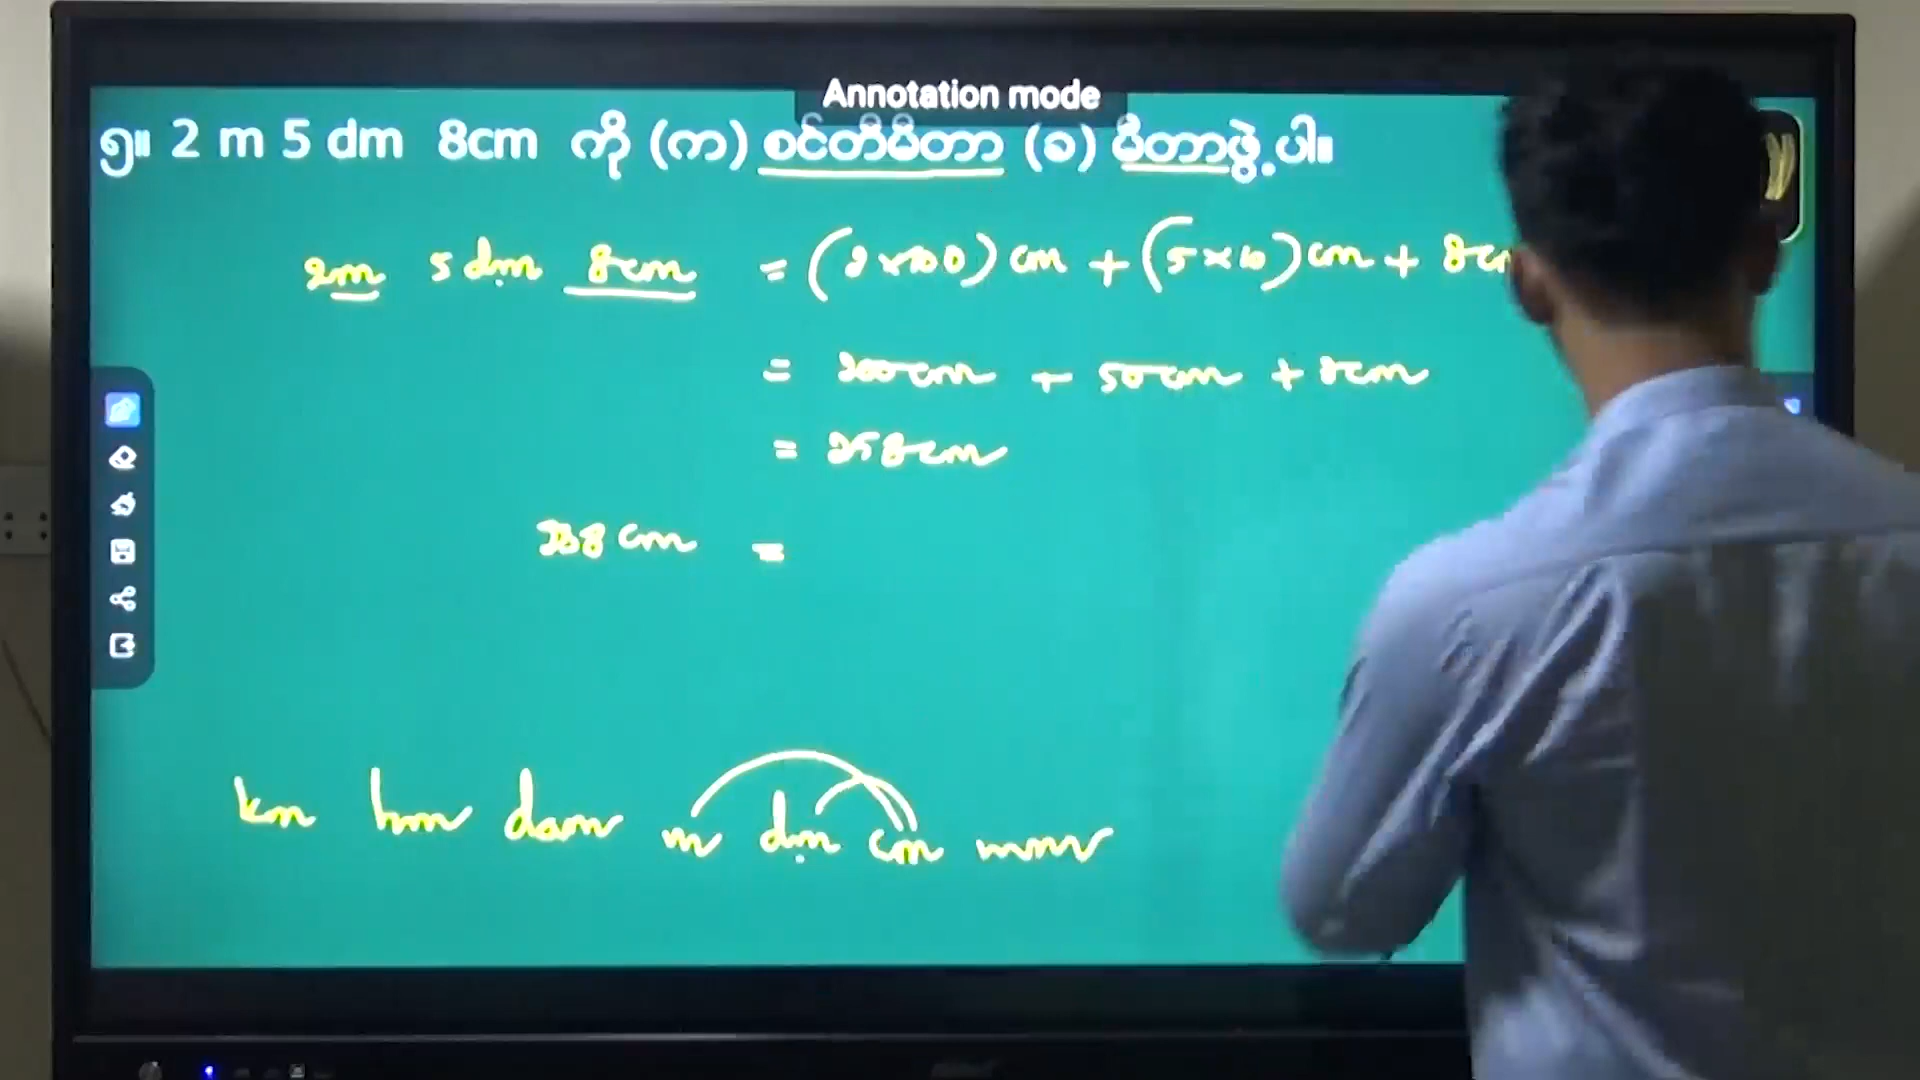 Annotation mode
၅။ 2 m 5 dm 8cm ကို (က) စင်တီမီတာ (ခ) မီတာဖွဲ့ပါ။
2m 5 dm 8cm = (2×100) cm + (5×10) cm + 8cm
= 200cm + 50cm + 8cm
= 258cm
258 cm =
km hm dam m dm cm mm